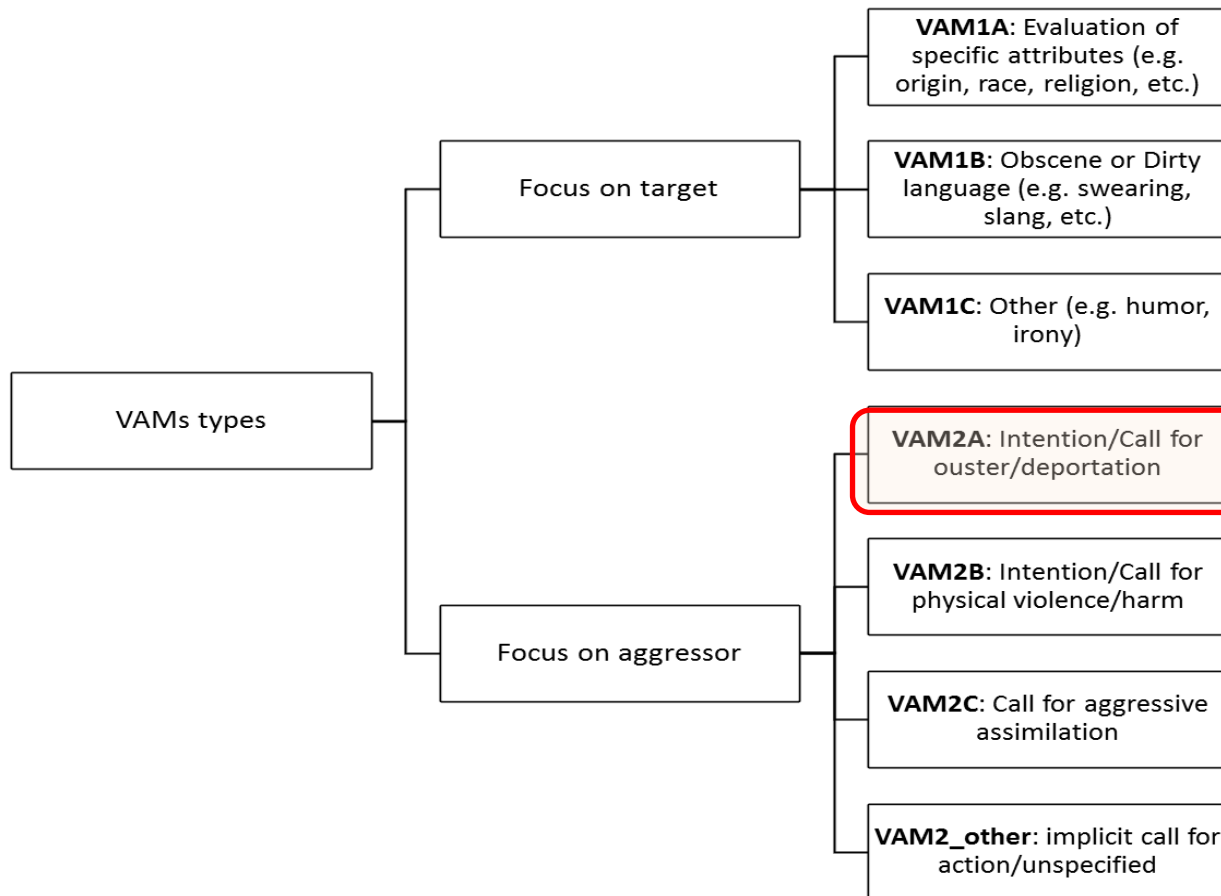 VAM1A: Evaluation of
specific attributes (e.g.
origin, race, religion, etc.)
Focus on target
VAM1B: Obscene or Dirty
language (e.g. swearing,
slang, etc.)
VAM1C: Other (e.g. humor,
irony)
VAMs types
VAM2A: Intention/Call for
ouster/deportation
VAM2B: Intention/Call for
physical violence/harm
Focus on aggressor
VAM2C: Call for aggressive
assimilation
VAM2_other: implicit call for
action/unspecified